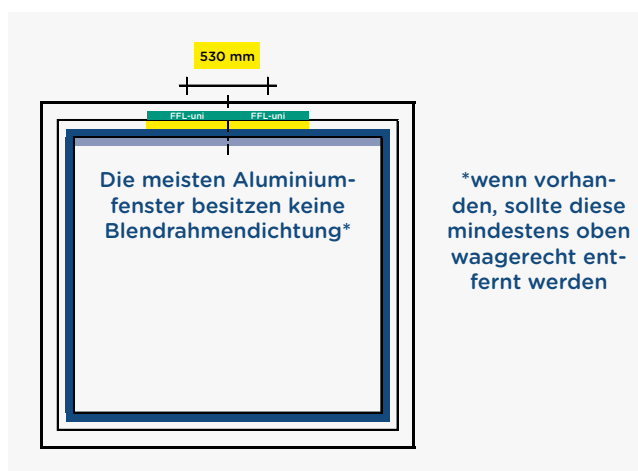 530 mm
FFL-uni FFL-uni
Die meisten Aluminium-
fenster besitzen keine
Blendrahmendichtung*
*wenn vorhan-
den, sollte diese
mindestens oben
waagerecht ent-
fernt werden